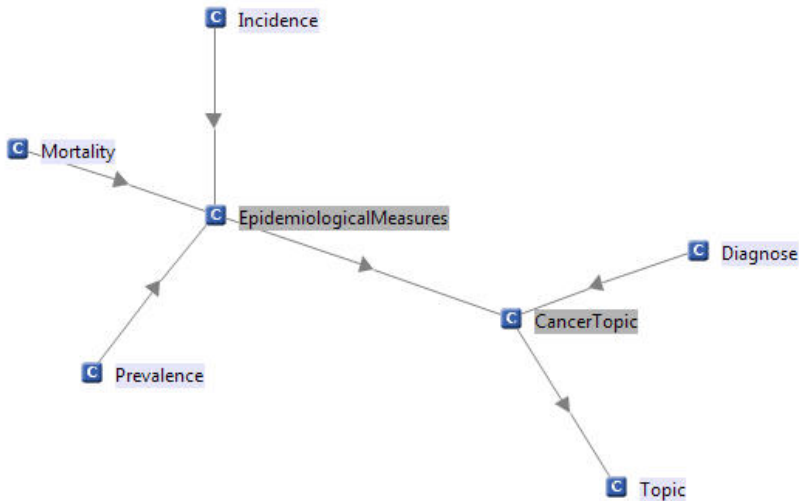 C Incidence
C Mortality
C EpidemiologicalMeasures
C Diagnose
C CancerTopic
C Prevalence
C Topic